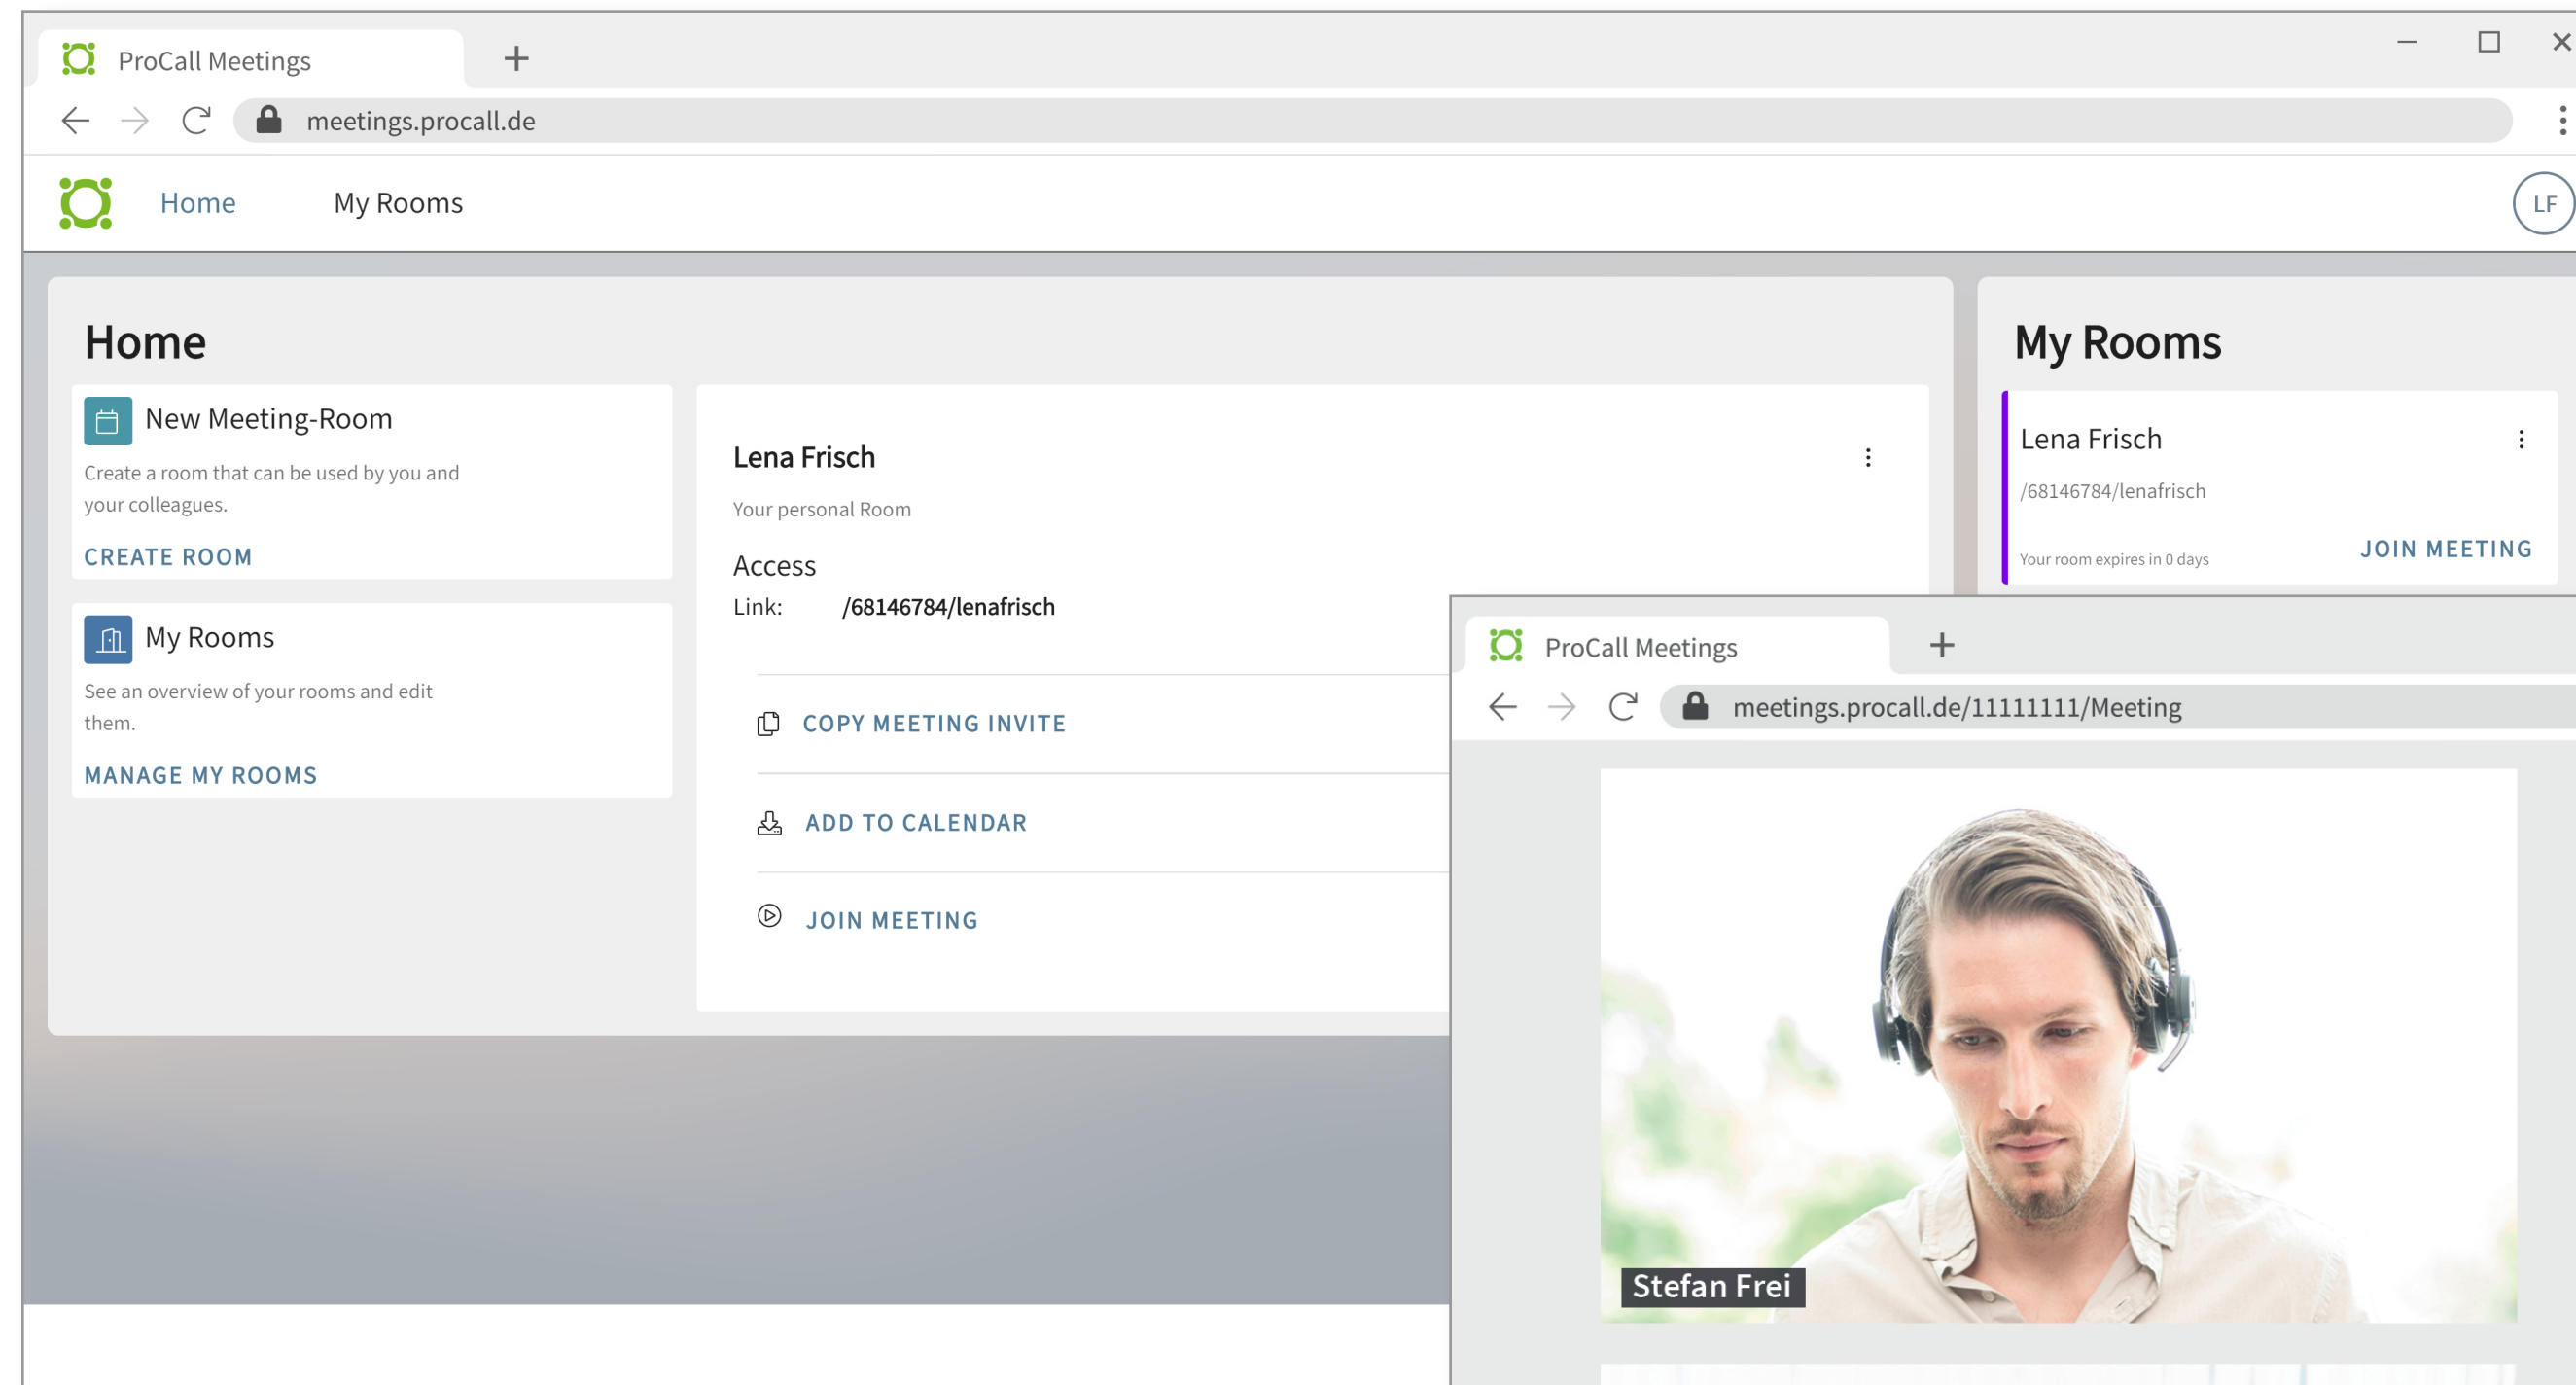 ProCall Meetings
meetings.procall.de
Home
My Rooms
LF
Home
New Meeting-Room
Create a room that can be used by you and
your colleagues.
CREATE ROOM
My Rooms
See an overview of your rooms and edit
them.
MANAGE MY ROOMS
Lena Frisch
Your personal Room
Access
Link: /68146784/lenafrisch
COPY MEETING INVITE
ADD TO CALENDAR
JOIN MEETING
My Rooms
Lena Frisch
/68146784/lenafrisch
Your room expires in 0 days
JOIN MEETING
ProCall Meetings
meetings.procall.de/11111111/Meeting
Stefan Frei